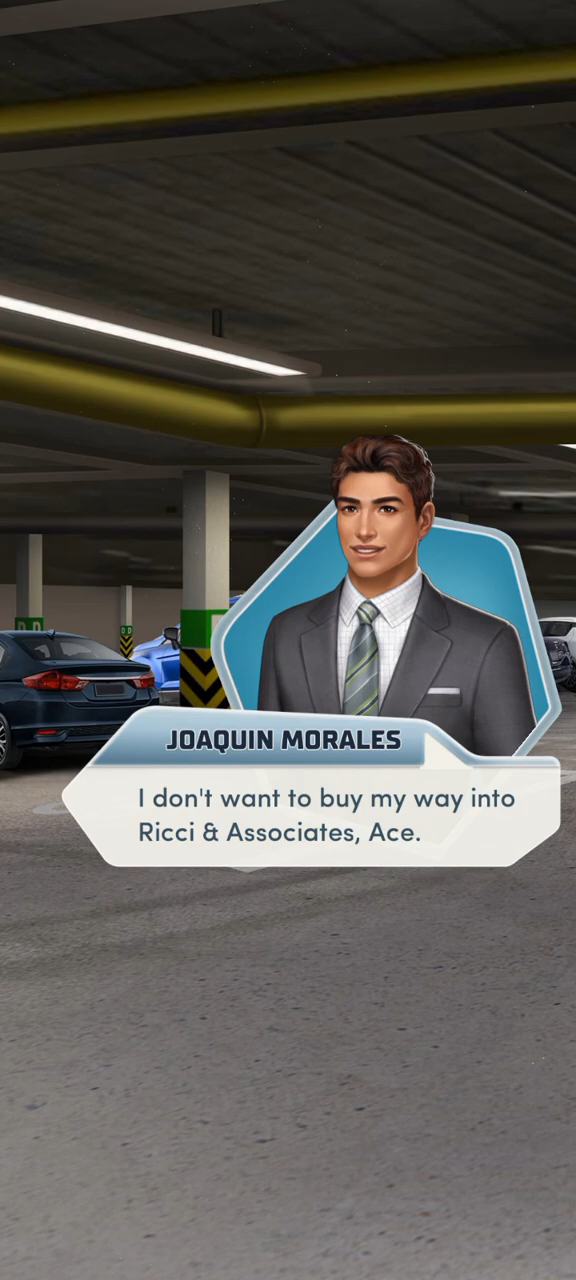 JOAQUIN MORALES
I don't want to buy my way into
Ricci & Associates, Ace.